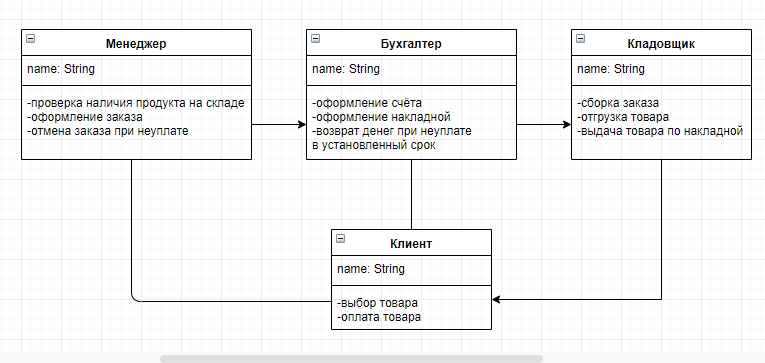 Менеджер
name: String
-проверка наличия продукта на складе
-оформление заказа
-отмена заказа при неуплате
Бухгалтер
name: String
-оформление счёта
-оформление накладной
-возврат денег при неуплате
в установленный срок
Кладовщик
name: String
-сборка заказа
-отгрузка товара
-выдача товара по накладной
Клиент
name: String
-выбор товара
-оплата товара